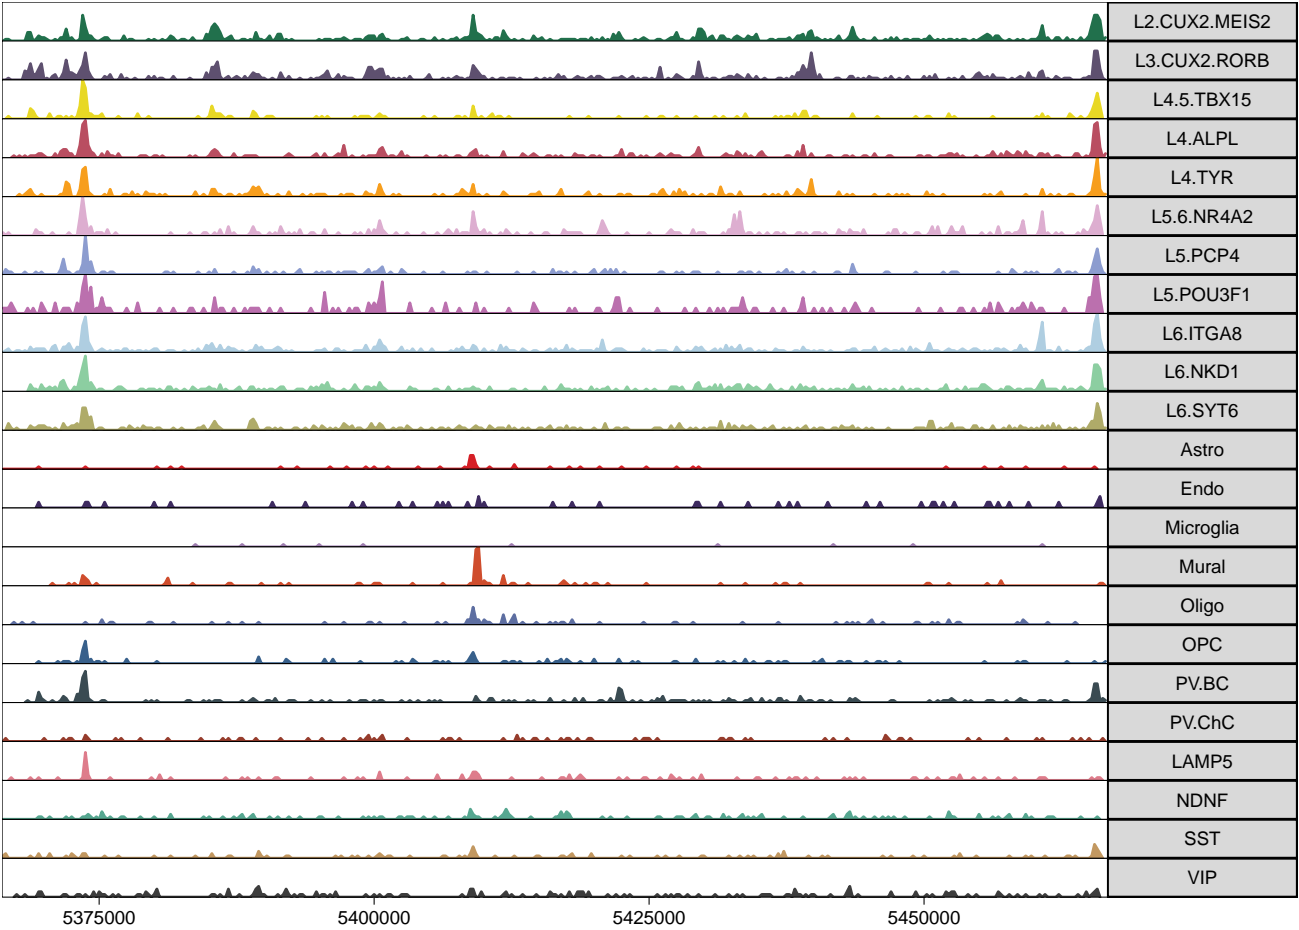 L2.CUX2.MEIS2
L3.CUX2.RORB
L4.5.TBX15
L4.ALPL
L4.TYR
L5.6.NR4A2
L5.PCP4
L5.POU3F1
L6.ITGA8
L6.NKD1
L6.SYT6
Astro
Endo
Microglia
Mural
Oligo
OPC
PV.BC
PV.ChC
LAMP5
NDNF
SST
VIP
5375000 5400000 5425000 5450000